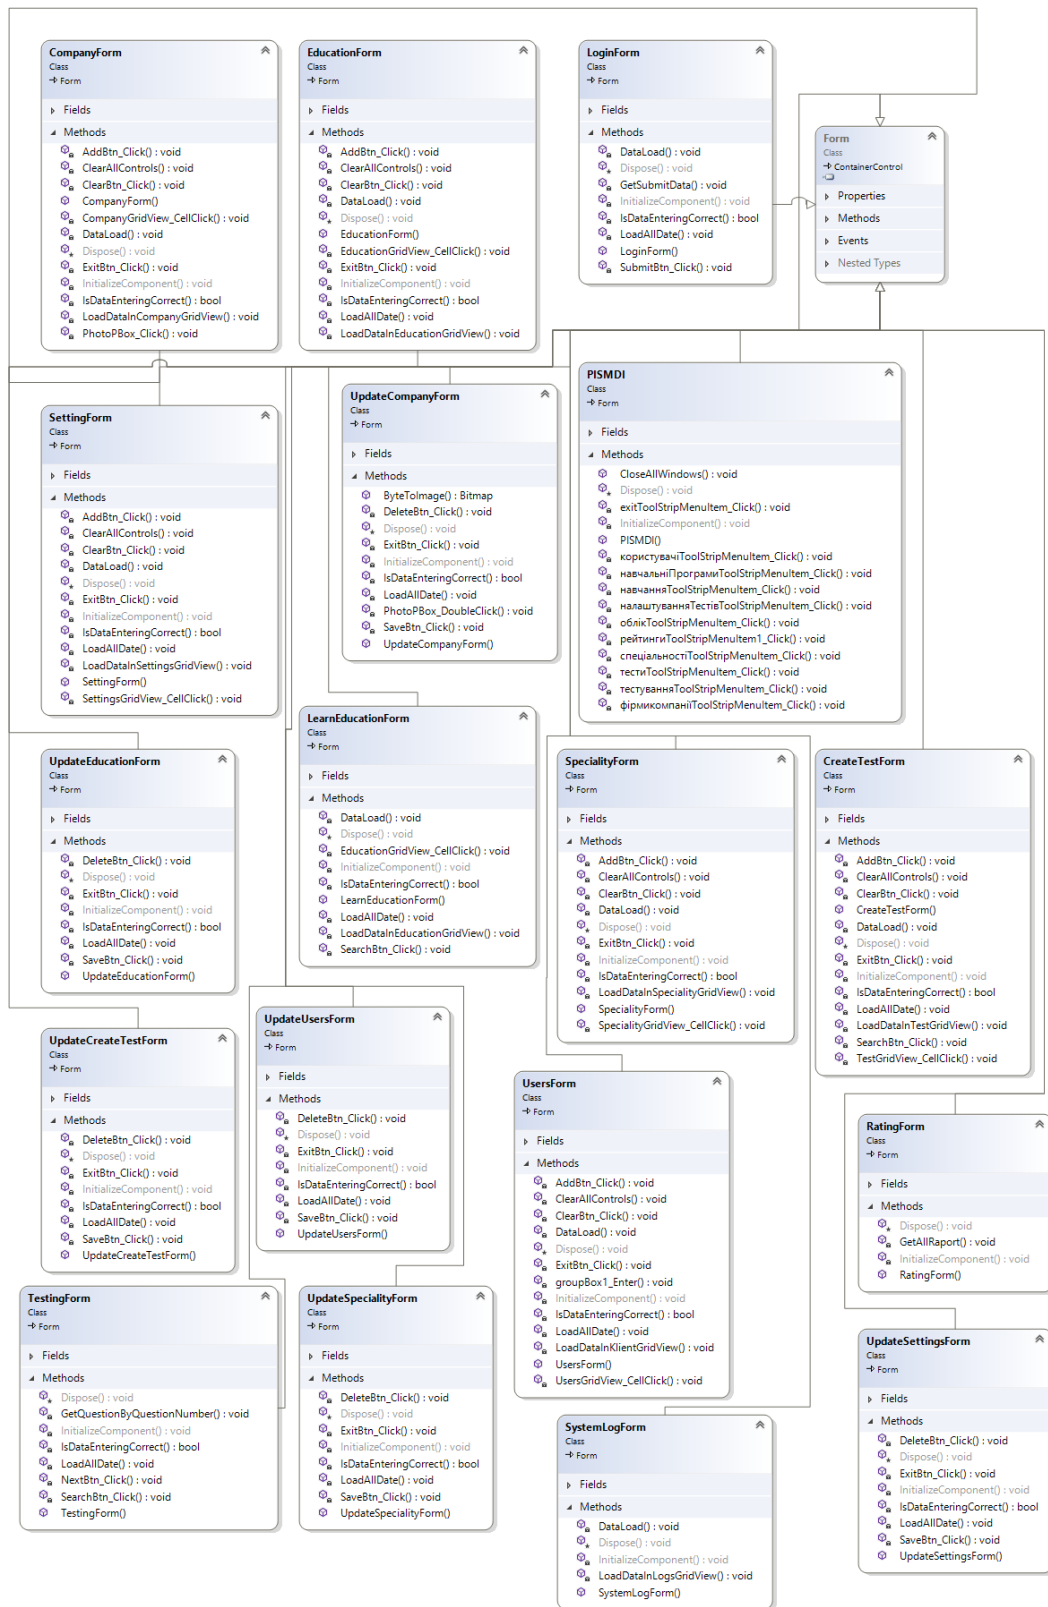 CompanyForm
Class
Form
Fields
Methods
AddBtn_Click() : void
ClearAllControls() : void
ClearBtn_Click() : void
CompanyForm()
CompanyGridView_CellClick() : void
DataLoad() : void
Dispose() : void
ExitBtn_Click() : void
InitializeComponent() : void
IsDataEnteringCorrect() : bool
LoadDataInCompanyGridView() : void
PhotoPBox_Click() : void
EducationForm
Class
Form
Fields
Methods
AddBtn_Click() : void
ClearAllControls() : void
ClearBtn_Click() : void
DataLoad() : void
Dispose() : void
EducationForm()
EducationGridView_CellClick() : void
ExitBtn_Click() : void
InitializeComponent() : void
IsDataEnteringCorrect() : bool
LoadAllDate() : void
LoadDataInEducationGridView() : void
LoginForm
Class
Form
Fields
Methods
DataLoad() : void
Dispose() : void
GetSubmitData() : void
InitializeComponent() : void
IsDataEnteringCorrect() : bool
LoadAllDate() : void
LoginForm()
SubmitBtn_Click() : void
Form
Class
ContainerControl
Properties
Methods
Events
Nested Types
SettingForm
Class
Form
Fields
Methods
AddBtn_Click() : void
ClearAllControls() : void
ClearBtn_Click() : void
DataLoad() : void
Dispose() : void
ExitBtn_Click() : void
InitializeComponent() : void
IsDataEnteringCorrect() : bool
LoadAllDate() : void
LoadDataInSettingsGridView() : void
SettingForm()
SettingsGridView_CellClick() : void
UpdateCompanyForm
Class
Form
Fields
Methods
ByteToImage() : Bitmap
DeleteBtn_Click() : void
Dispose() : void
ExitBtn_Click() : void
InitializeComponent() : void
IsDataEnteringCorrect() : bool
LoadAllDate() : void
PhotoPBox_DoubleClick() : void
SaveBtn_Click() : void
UpdateCompanyForm()
PISMDI
Class
Form
Fields
Methods
CloseAllWindows() : void
Dispose() : void
exitToolStripMenuItem_Click() : void
InitializeComponent() : void
PISMDI()
користувачіToolStripMenuItem_Click() : void
навчальніПрограмиToolStripMenuItem_Click() : void
навчанняToolStripMenuItem_Click() : void
налаштуванняТестівToolStripMenuItem_Click() : void
облікToolStripMenuItem_Click() : void
рейтингиToolStripMenuItem1_Click() : void
спеціальностіToolStripMenuItem_Click() : void
тестиToolStripMenuItem_Click() : void
тестуванняToolStripMenuItem_Click() : void
фірмикомпаніїToolStripMenuItem_Click() : void
UpdateEducationForm
Class
Form
Fields
Methods
DeleteBtn_Click() : void
Dispose() : void
ExitBtn_Click() : void
InitializeComponent() : void
IsDataEnteringCorrect() : bool
LoadAllDate() : void
SaveBtn_Click() : void
UpdateEducationForm()
LearnEducationForm
Class
Form
Fields
Methods
DataLoad() : void
Dispose() : void
EducationGridView_CellClick() : void
InitializeComponent() : void
IsDataEnteringCorrect() : bool
LearnEducationForm()
LoadAllDate() : void
LoadDataInEducationGridView() : void
SearchBtn_Click() : void
SpecialityForm
Class
Form
Fields
Methods
AddBtn_Click() : void
ClearAllControls() : void
ClearBtn_Click() : void
DataLoad() : void
Dispose() : void
ExitBtn_Click() : void
InitializeComponent() : void
IsDataEnteringCorrect() : bool
LoadDataInSpecialityGridView() : void
SpecialityForm()
SpecialityGridView_CellClick() : void
CreateTestForm
Class
Form
Fields
Methods
AddBtn_Click() : void
ClearAllControls() : void
ClearBtn_Click() : void
CreateTestForm()
DataLoad() : void
Dispose() : void
ExitBtn_Click() : void
InitializeComponent() : void
IsDataEnteringCorrect() : bool
LoadAllDate() : void
LoadDataInTestGridView() : void
SearchBtn_Click() : void
TestGridView_CellClick() : void
UpdateCreateTestForm
Class
Form
Fields
Methods
DeleteBtn_Click() : void
Dispose() : void
ExitBtn_Click() : void
InitializeComponent() : void
IsDataEnteringCorrect() : bool
LoadAllDate() : void
SaveBtn_Click() : void
UpdateCreateTestForm()
UpdateUsersForm
Class
Form
Fields
Methods
DeleteBtn_Click() : void
Dispose() : void
ExitBtn_Click() : void
InitializeComponent() : void
IsDataEnteringCorrect() : bool
LoadAllDate() : void
SaveBtn_Click() : void
UpdateUsersForm()
UsersForm
Class
Form
Fields
Methods
AddBtn_Click() : void
ClearAllControls() : void
ClearBtn_Click() : void
DataLoad() : void
Dispose() : void
ExitBtn_Click() : void
groupBox1_Enter() : void
InitializeComponent() : void
IsDataEnteringCorrect() : bool
LoadAllDate() : void
LoadDataInKlientGridView() : void
UsersForm()
UsersGridView_CellClick() : void
RatingForm
Class
Form
Fields
Methods
Dispose() : void
GetAllRaport() : void
InitializeComponent() : void
RatingForm()
TestingForm
Class
Form
Fields
Methods
Dispose() : void
GetQuestionByQuestionNumber() : void
InitializeComponent() : void
IsDataEnteringCorrect() : bool
LoadAllDate() : void
NextBtn_Click() : void
SearchBtn_Click() : void
TestingForm()
UpdateSpecialityForm
Class
Form
Fields
Methods
DeleteBtn_Click() : void
Dispose() : void
ExitBtn_Click() : void
InitializeComponent() : void
IsDataEnteringCorrect() : bool
LoadAllDate() : void
SaveBtn_Click() : void
UpdateSpecialityForm()
SystemLogForm
Class
Form
Fields
Methods
DataLoad() : void
Dispose() : void
InitializeComponent() : void
LoadDataInLogsGridView() : void
SystemLogForm()
UpdateSettingsForm
Class
Form
Fields
Methods
DeleteBtn_Click() : void
Dispose() : void
ExitBtn_Click() : void
InitializeComponent() : void
IsDataEnteringCorrect() : bool
LoadAllDate() : void
SaveBtn_Click() : void
UpdateSettingsForm()